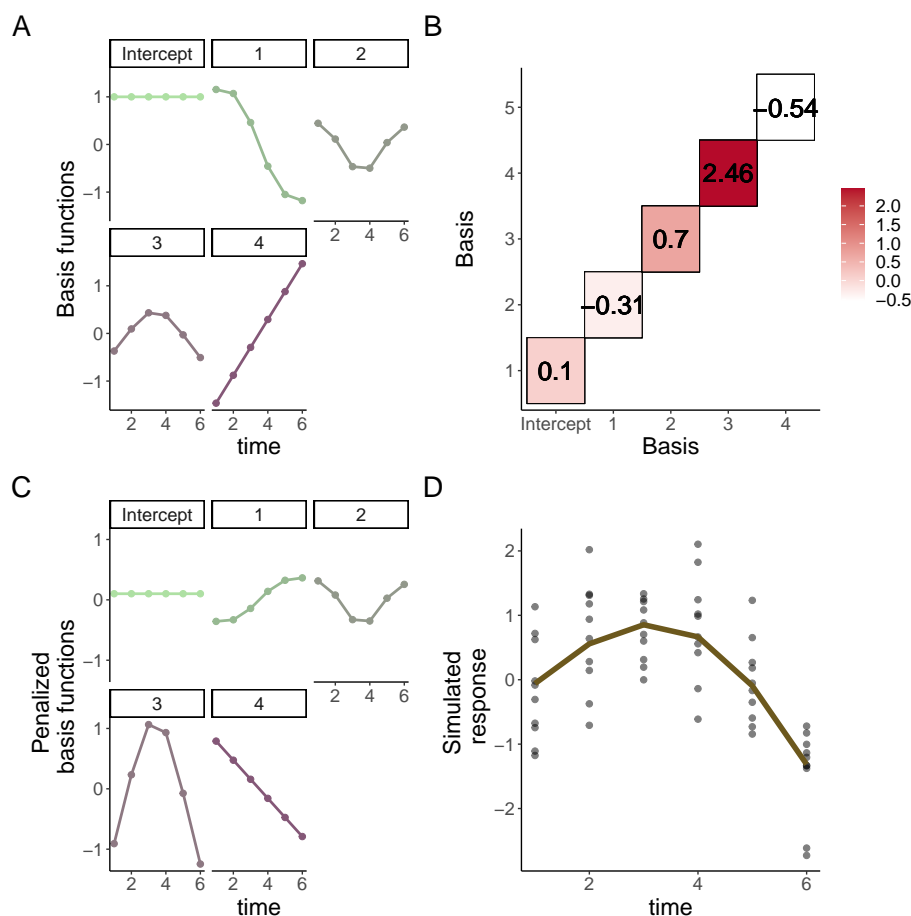 A
Intercept 1 2
1
0
−1
2 4 6
3 4
1
0
−1
2 4 6 2 4 6
Basis functions
time
B
5
4
3
2
1
−0.54
2.46
0.7
−0.31
0.1
Intercept 1 2 3 4
Basis
Basis
2.0
1.5
1.0
0.5
0.0
−0.5
C
Intercept 1 2
1
0
−1
2 4 6
3 4
1
0
−1
2 4 6 2 4 6
Penalized
basis functions
time
D
2
1
0
−1
−2
2 4 6
Simulated
response
time